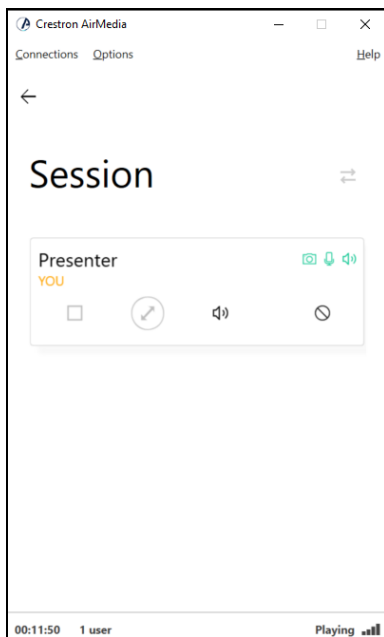 Crestron AirMedia
Connections Options Help
Session
Presenter
YOU
00:11:50 1 user Playing